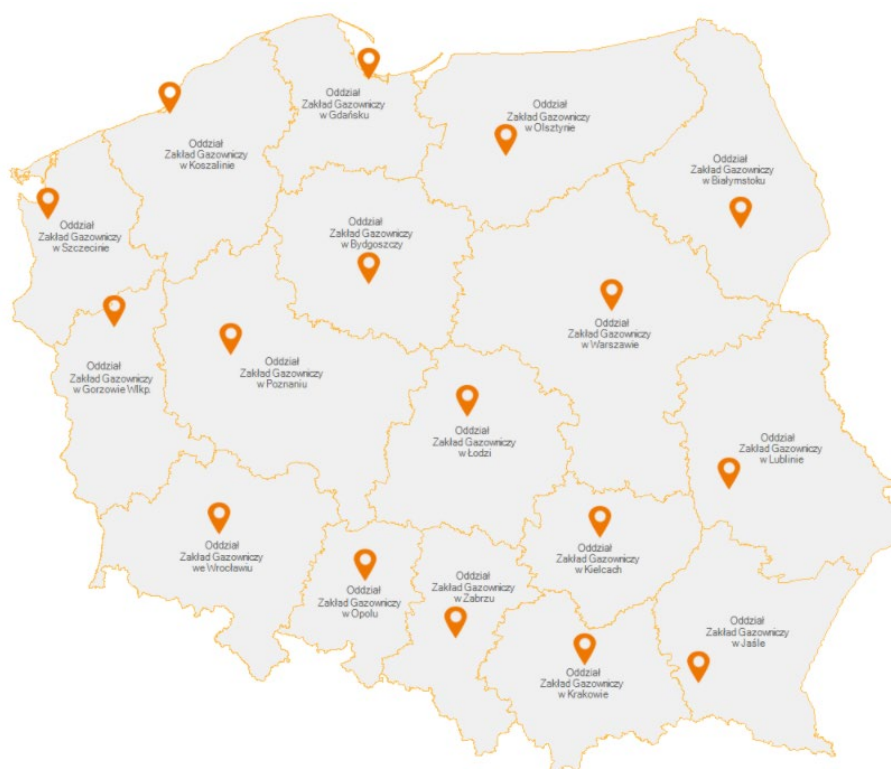 Oddział
Zakład Gazowniczy
w Gdańsku
Oddział
Zakład Gazowniczy
w Koszalinie
Oddział
Zakład Gazowniczy
w Olsztynie
Oddział
Zakład Gazowniczy
w Białymstoku
Oddział
Zakład Gazowniczy
w Szczecinie
Oddział
Zakład Gazowniczy
w Bydgoszczy
Oddział
Zakład Gazowniczy
w Warszawie
Oddział
Zakład Gazowniczy
w Gorzowie Wlkp.
Oddział
Zakład Gazowniczy
w Poznaniu
Oddział
Zakład Gazowniczy
w Łodzi
Oddział
Zakład Gazowniczy
w Lublinie
Oddział
Zakład Gazowniczy
we Wrocławiu
Oddział
Zakład Gazowniczy
w Opolu
Oddział
Zakład Gazowniczy
w Zabrzu
Oddział
Zakład Gazowniczy
w Kielcach
Oddział
Zakład Gazowniczy
w Krakowie
Oddział
Zakład Gazowniczy
w Jaśle